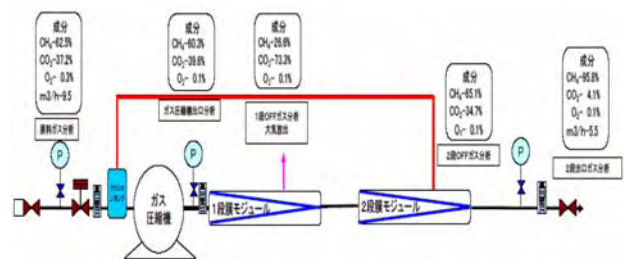 成分
CH₄-62.5%
CO₂-37.2%
O₂- 0.3%
m3/h-9.5
原料ガス分析
成分
CH₄-60.3%
CO₂-39.6%
O₂- 0.1%
ガス圧縮機出口分析
成分
CH₄-26.6%
CO₂-73.3%
O₂- 0.1%
1段OFFガス分析
大気放出
成分
CH₄-65.1%
CO₂-34.7%
O₂- 0.1%
2段OFFガス分析
成分
CH₄-95.8%
CO₂- 4.1%
O₂- 0.1%
m3/h-5.5
2段出口ガス分析
P
P
P
ガス
圧縮機
1段膜モジュール
2段膜モジュール